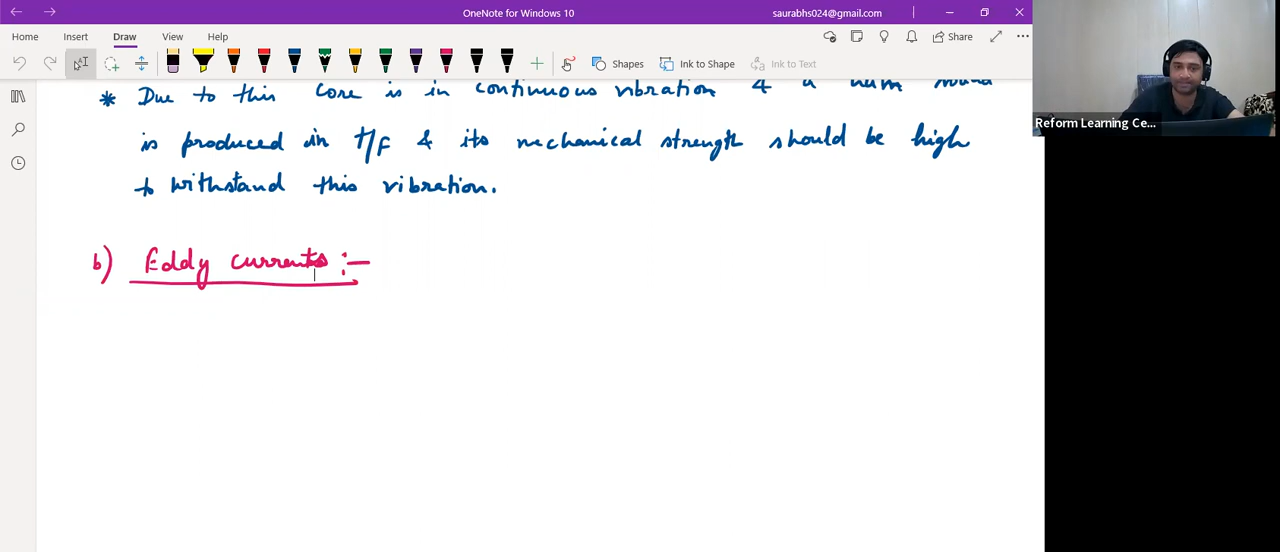 OneNote for Windows 10
saurabhs024@gmail.com
Home Insert Draw View Help Share
Shapes Ink to Shape Ink to Text
* Due to this core is in continuous vibration & a hum sound
is produced in T/F & its mechanical strength should be high
to withstand this vibration.
b) Eddy currents :-
Reform Learning Ce...